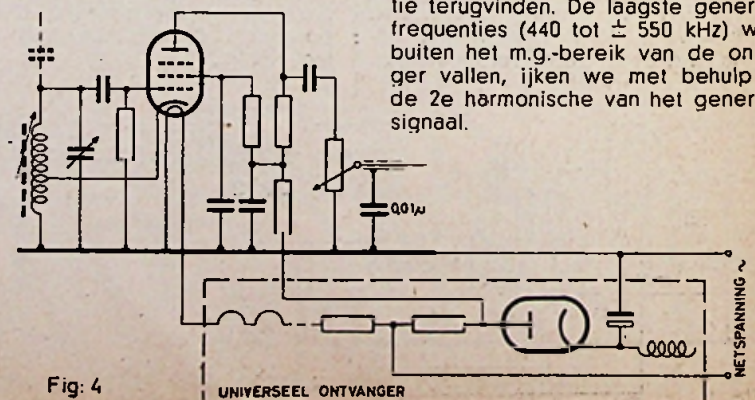 tie terugvinden. De laagste gener
frequenties (440 tot ± 550 kHz) w
buiten het m.g.-bereik van de on
ger vallen, ijken we met behulp
de 2e harmonische van het gener
signaal.
0,01µ
NETSPANNING ~
Fig: 4
UNIVERSEEL ONTVANGER